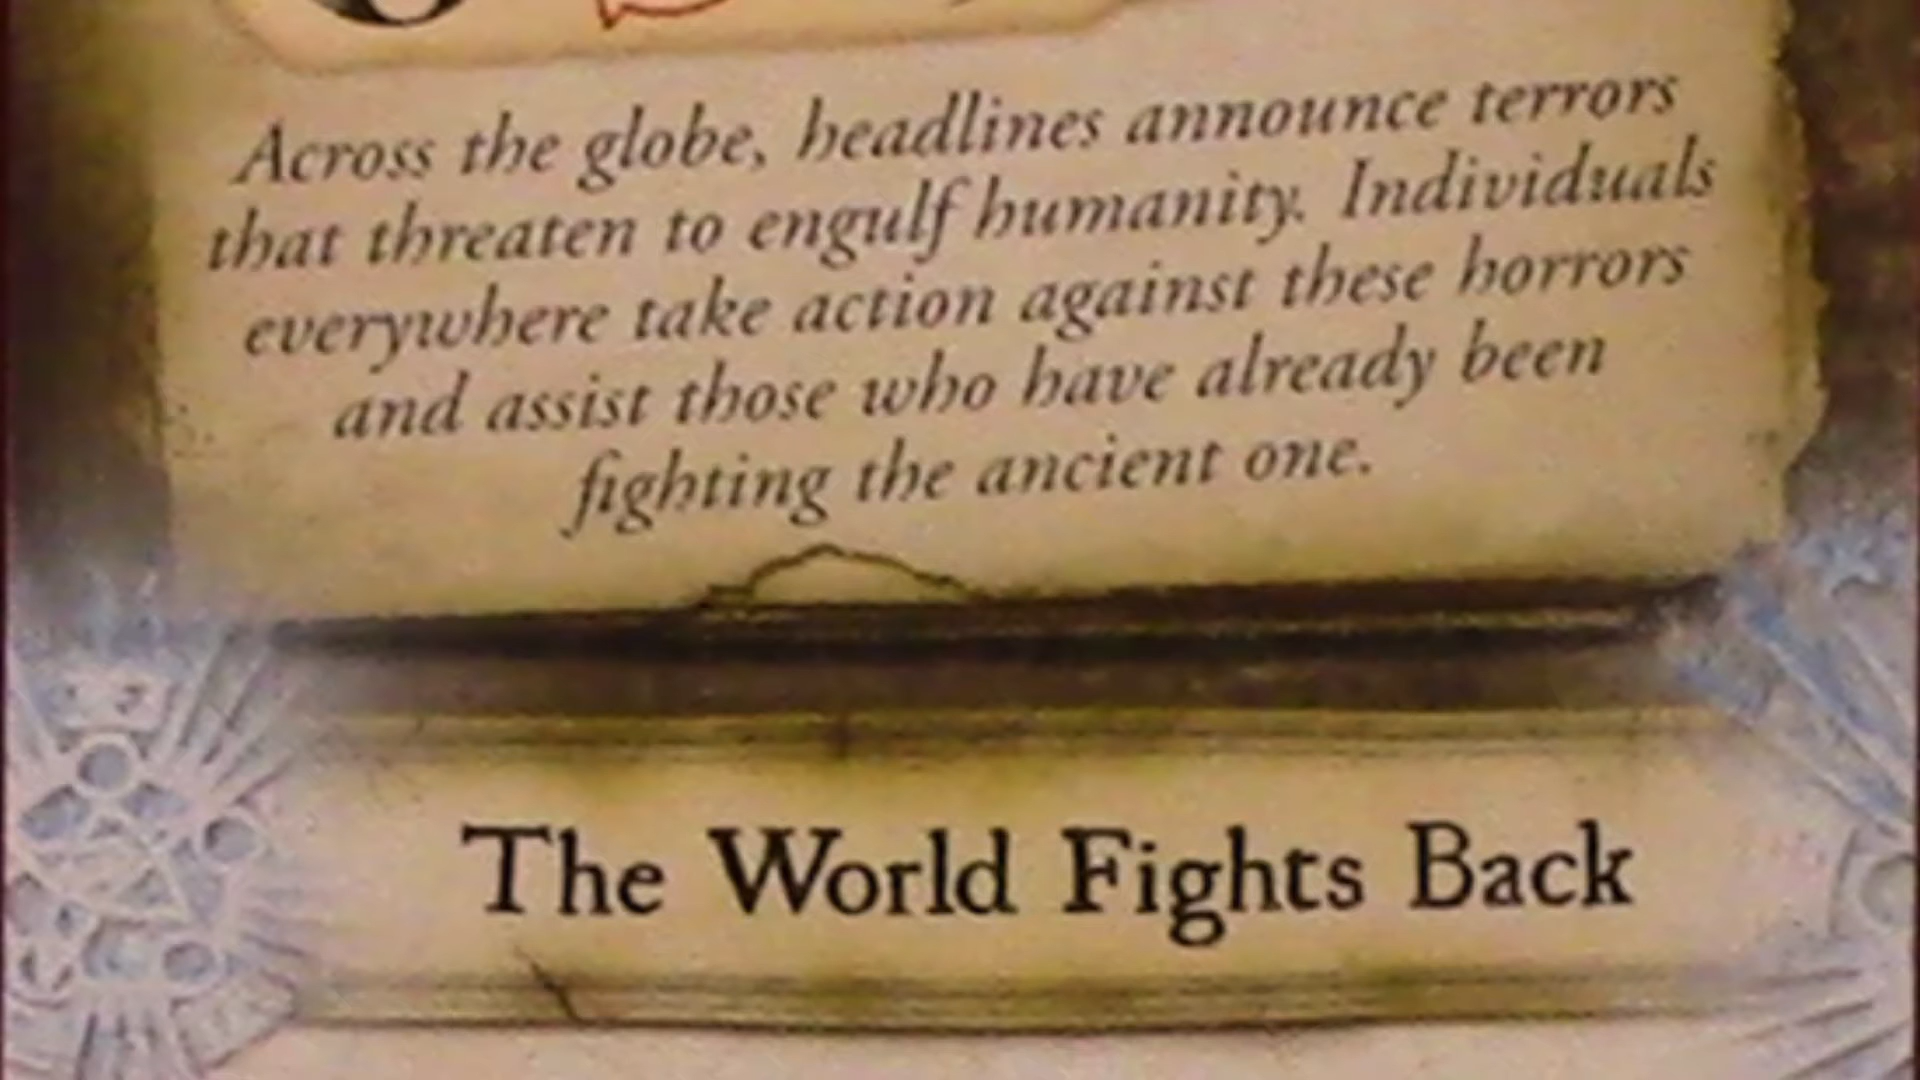 Across the globe, headlines announce terrors
that threaten to engulf humanity. Individuals
everywhere take action against these horrors
and assist those who have already been
fighting the ancient one.
The World Fights Back